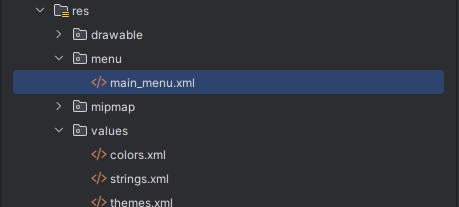 res
drawable
menu
main_menu.xml
mipmap
values
colors.xml
strings.xml
themes.xml